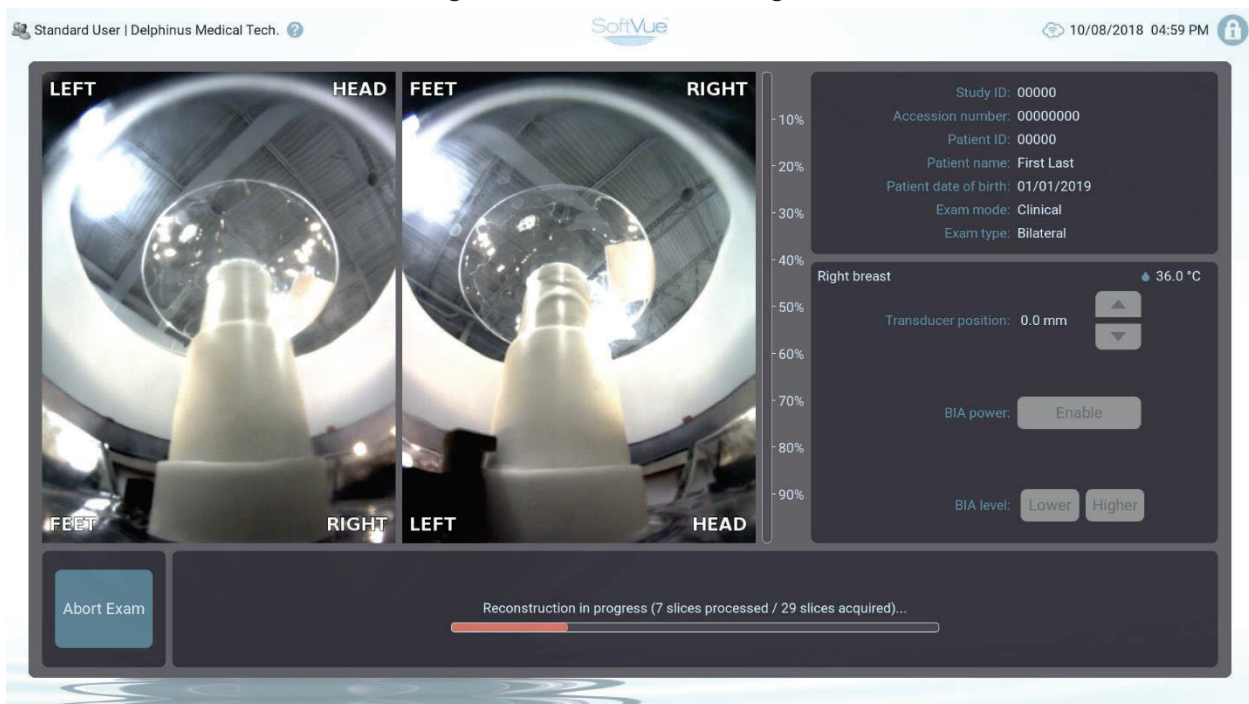 Standard User | Delphinus Medical Tech.
SoftVue
10/08/2018 04:59 PM
LEFT HEAD
FEET RIGHT
FEET RIGHT
LEFT HEAD
10%
20%
30%
40%
50%
60%
70%
80%
90%
Study ID: 00000
Accession number: 00000000
Patient ID: 00000
Patient name: First Last
Patient date of birth: 01/01/2019
Exam mode: Clinical
Exam type: Bilateral
Right breast 36.0 °C
Transducer position: 0.0 mm
BIA power: Enable
BIA level: Lower Higher
Abort Exam
Reconstruction in progress (7 slices processed / 29 slices acquired)...